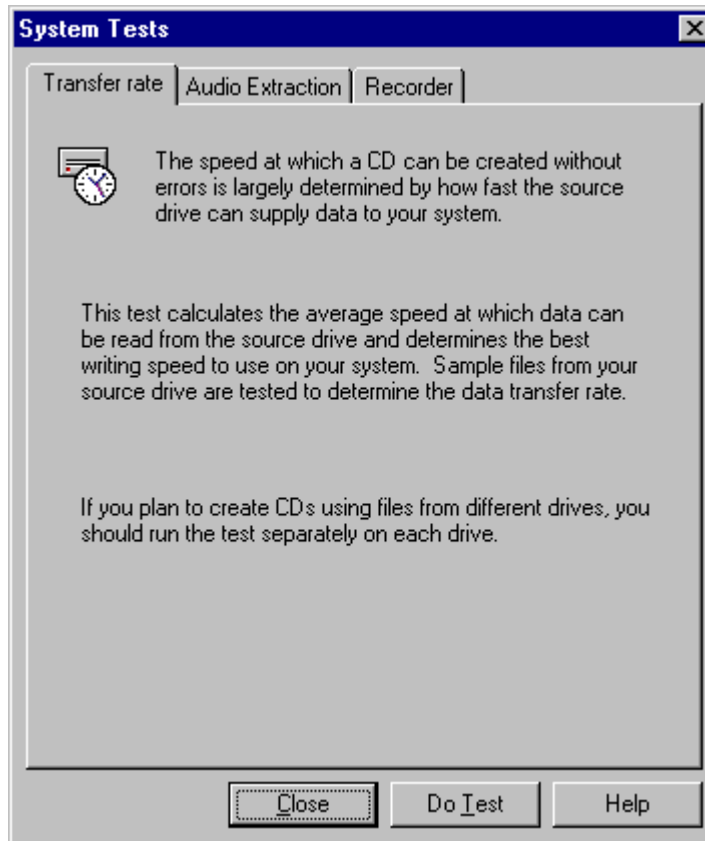 System Tests
Transfer rate Audio Extraction Recorder
The speed at which a CD can be created without
errors is largely determined by how fast the source
drive can supply data to your system.
This test calculates the average speed at which data can
be read from the source drive and determines the best
writing speed to use on your system.  Sample files from your
source drive are tested to determine the data transfer rate.
If you plan to create CDs using files from different drives, you
should run the test separately on each drive.
Close Do Test Help